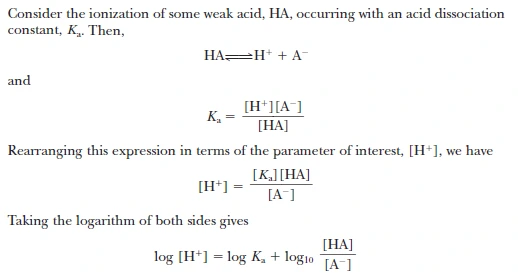 Consider the ionization of some weak acid, HA, occurring with an acid dissociation
constant, Kₐ. Then,
HA⇌H⁺ + A⁻
and
Kₐ = [H⁺][A⁻] / [HA]
Rearranging this expression in terms of the parameter of interest, [H⁺], we have
[H⁺] = [Kₐ][HA] / [A⁻]
Taking the logarithm of both sides gives
log [H⁺] = log Kₐ + log₁₀ [HA] / [A⁻]